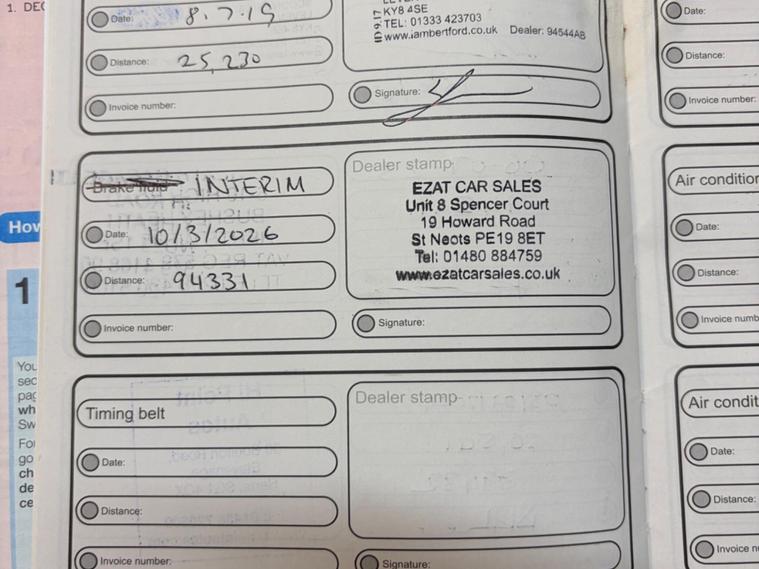 1. DEC
Date: 8.7.19
Distance: 25,230
Invoice number:
KY8 4SE
TEL: 01333 423703
www.iambertford.co.uk Dealer: 94544AB
Signature:
Date:
Distance:
Invoice number:
Brake fluid INTERIM
Date: 10/3/2026
Distance: 94331
Invoice number:
Dealer stamp
EZAT CAR SALES
Unit 8 Spencer Court
19 Howard Road
St Neots PE19 8ET
Tel: 01480 884759
www.ezatcarsales.co.uk
Signature:
Air condition
Date:
Distance:
Invoice numb
How
1
You
sec
pag
wh
Sw
For
go
ch
de
ce
Timing belt
Date:
Distance:
Invoice number:
Dealer stamp
Signature:
Air condit
Date:
Distance:
Invoice n